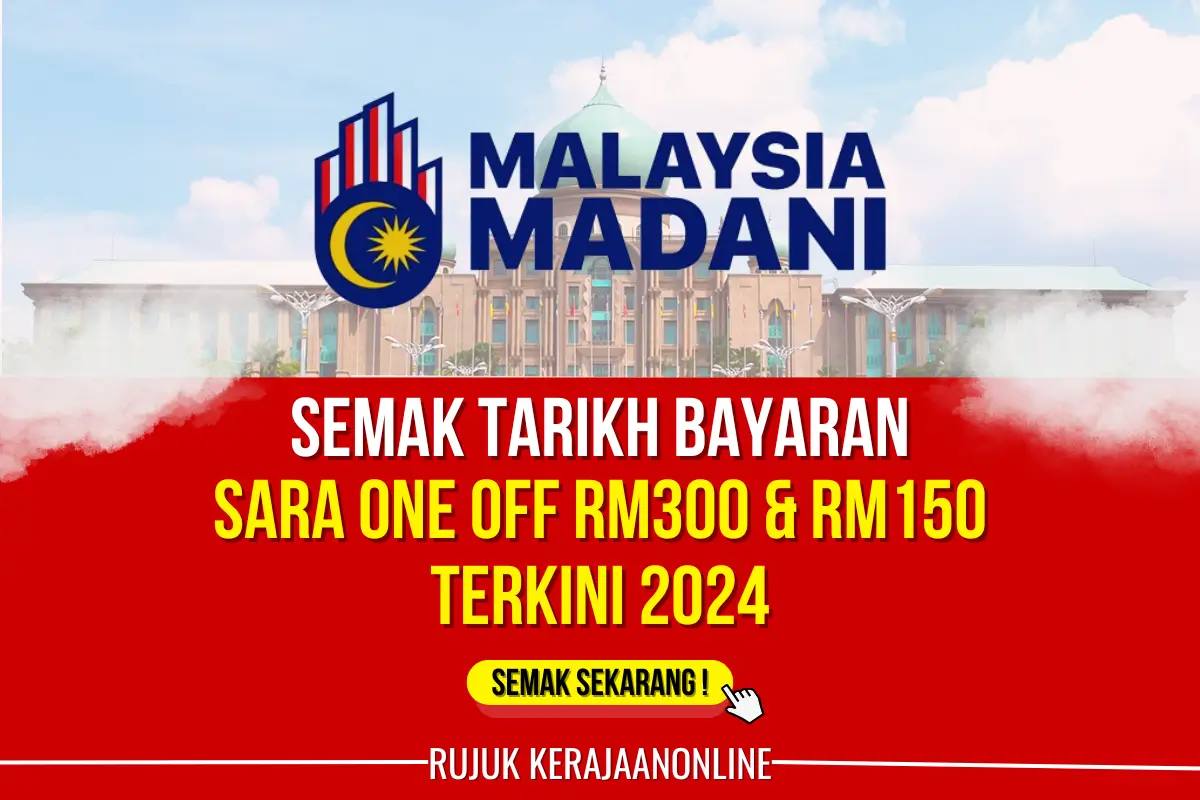 MALAYSIA
MADANI
SEMAK TARIKH BAYARAN
SARA ONE OFF RM300 & RM150
TERKINI 2024
SEMAK SEKARANG !
RUJUK KERAJAANONLINE